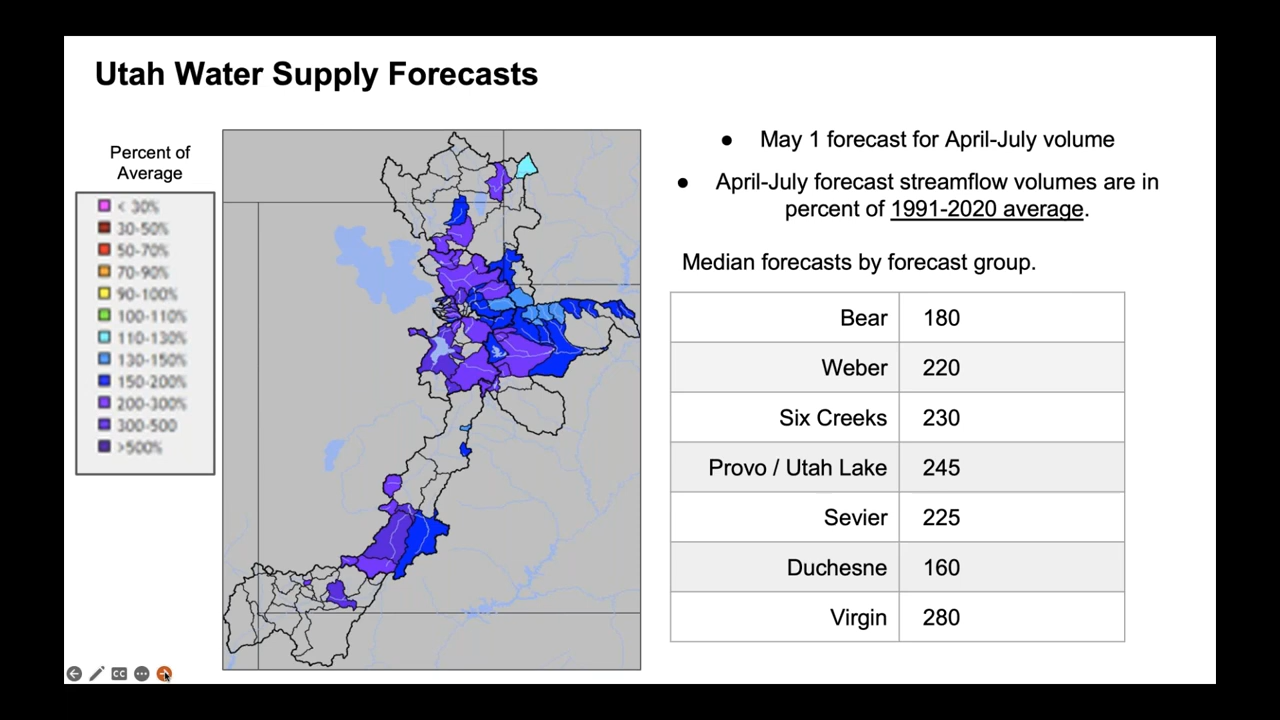 Utah Water Supply Forecasts
Percent of
Average
< 30%
30-50%
50-70%
70-90%
90-100%
100-110%
110-130%
130-150%
150-200%
200-300%
300-500
>500%
● May 1 forecast for April-July volume
● April-July forecast streamflow volumes are in
percent of 1991-2020 average.
Median forecasts by forecast group.
Bear 180
Weber 220
Six Creeks 230
Provo / Utah Lake 245
Sevier 225
Duchesne 160
Virgin 280
CC